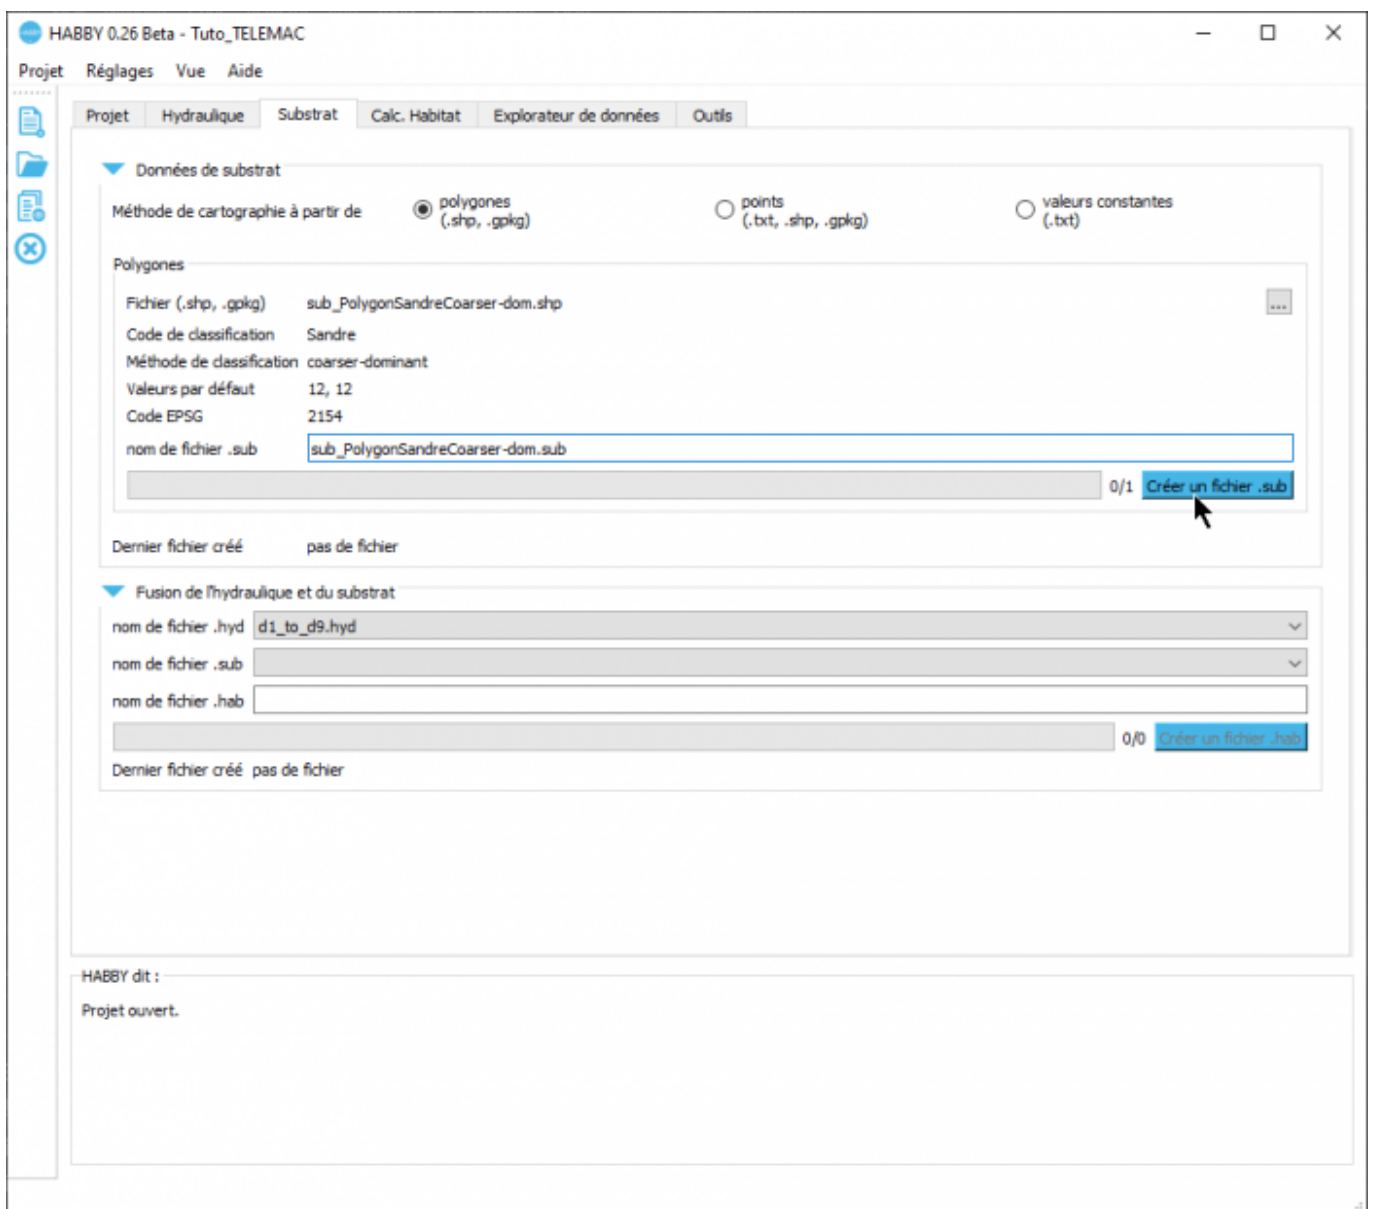 HABBY 0.26 Beta - Tuto_TELEMAC
Projet Réglages Vue Aide
Projet Hydraulique Substrat Calc. Habitat Explorateur de données Outils
Données de substrat
Méthode de cartographie à partir de
polygones
(.shp, .gpkg)
points
(.txt, .shp, .gpkg)
valeurs constantes
(.txt)
Polygones
Fichier (.shp, .gpkg) sub_PolygonSandreCoarser-dom.shp ...
Code de classification Sandre
Méthode de classification coarser-dominant
Valeurs par défaut 12, 12
Code EPSG 2154
nom de fichier .sub sub_PolygonSandreCoarser-dom.sub
0/1 Créer un fichier .sub
Dernier fichier créé pas de fichier
Fusion de l'hydraulique et du substrat
nom de fichier .hyd d1_to_d9.hyd
nom de fichier .sub
nom de fichier .hab
0/0 Créer un fichier .hab
Dernier fichier créé pas de fichier
HABBY dit :
Projet ouvert.